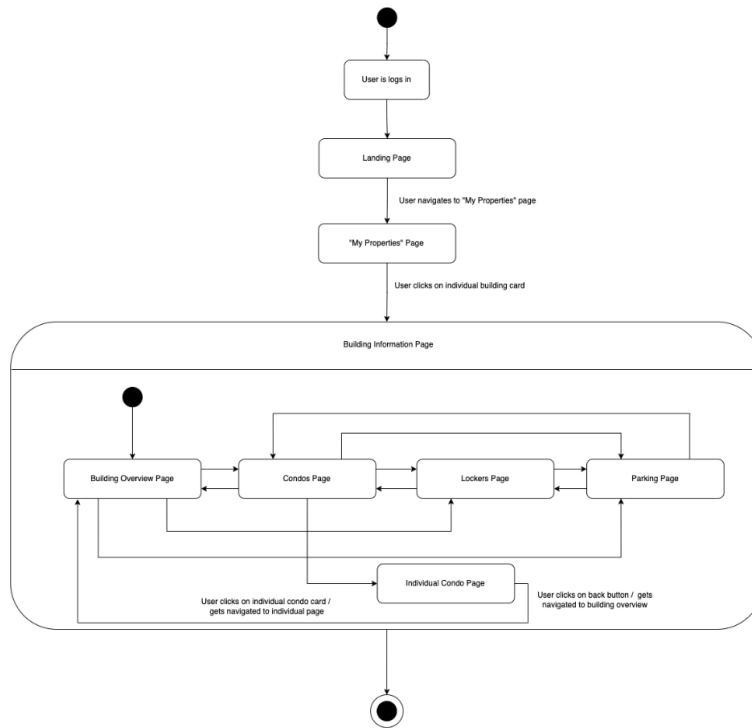 User is logs in
Landing Page
User navigates to "My Properties" page
"My Properties" Page
User clicks on individual building card
Building Information Page
Building Overview Page
Condos Page
Lockers Page
Parking Page
Individual Condo Page
User clicks on individual condo card /
gets navigated to individual page
User clicks on back button / gets
navigated to building overview